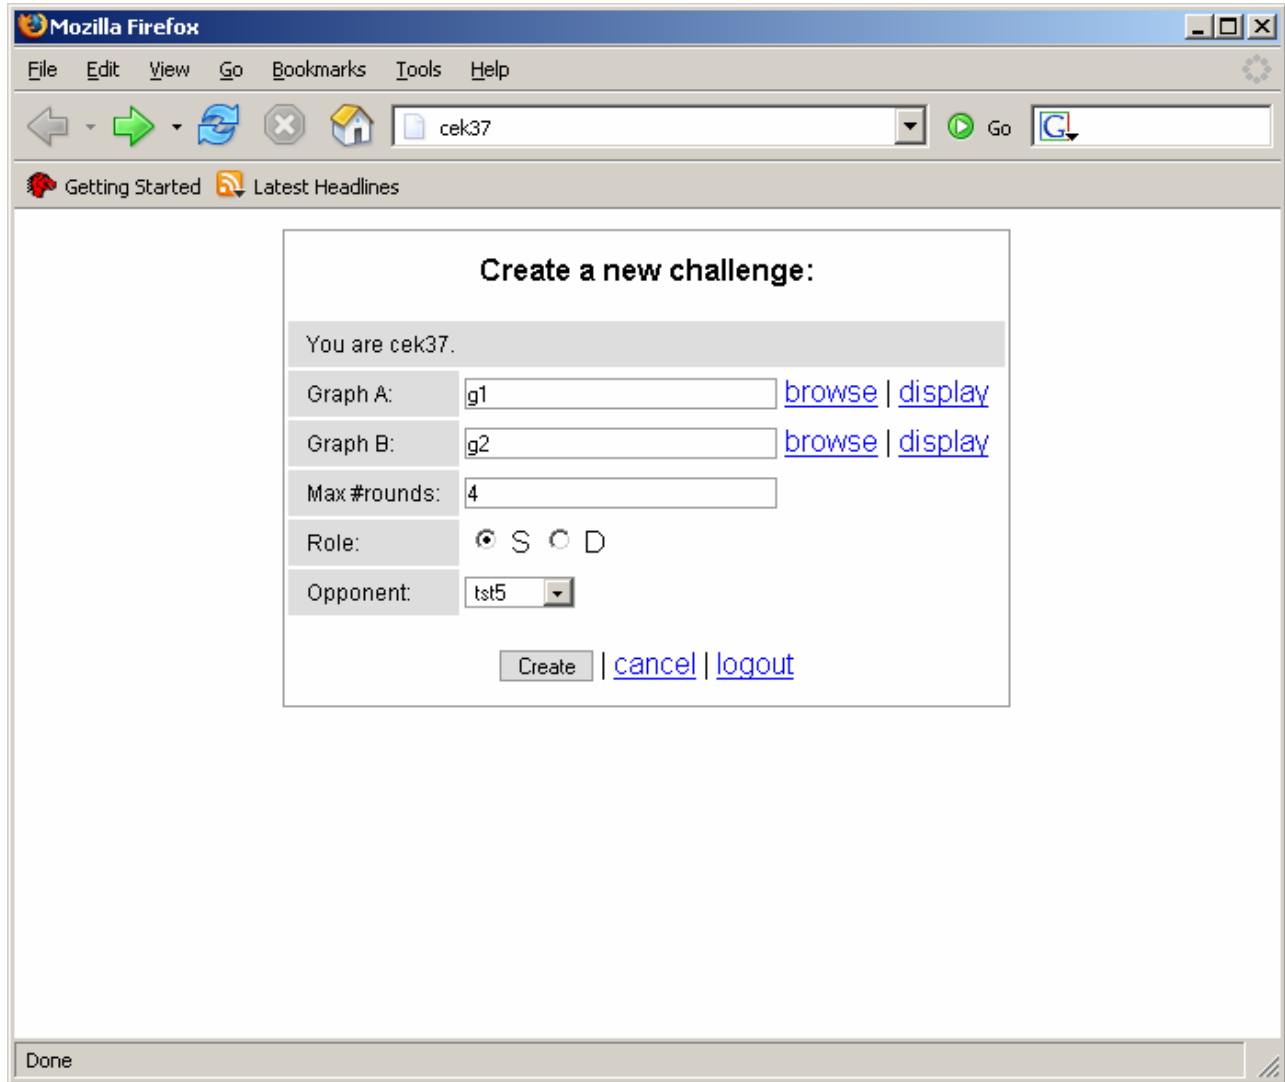 Mozilla Firefox
File Edit View Go Bookmarks Tools Help
cek37 Go G
Getting Started Latest Headlines
Create a new challenge:
You are cek37.
Graph A: g1 browse | display
Graph B: g2 browse | display
Max #rounds: 4
Role: S D
Opponent: tst5
Create | cancel | logout
Done